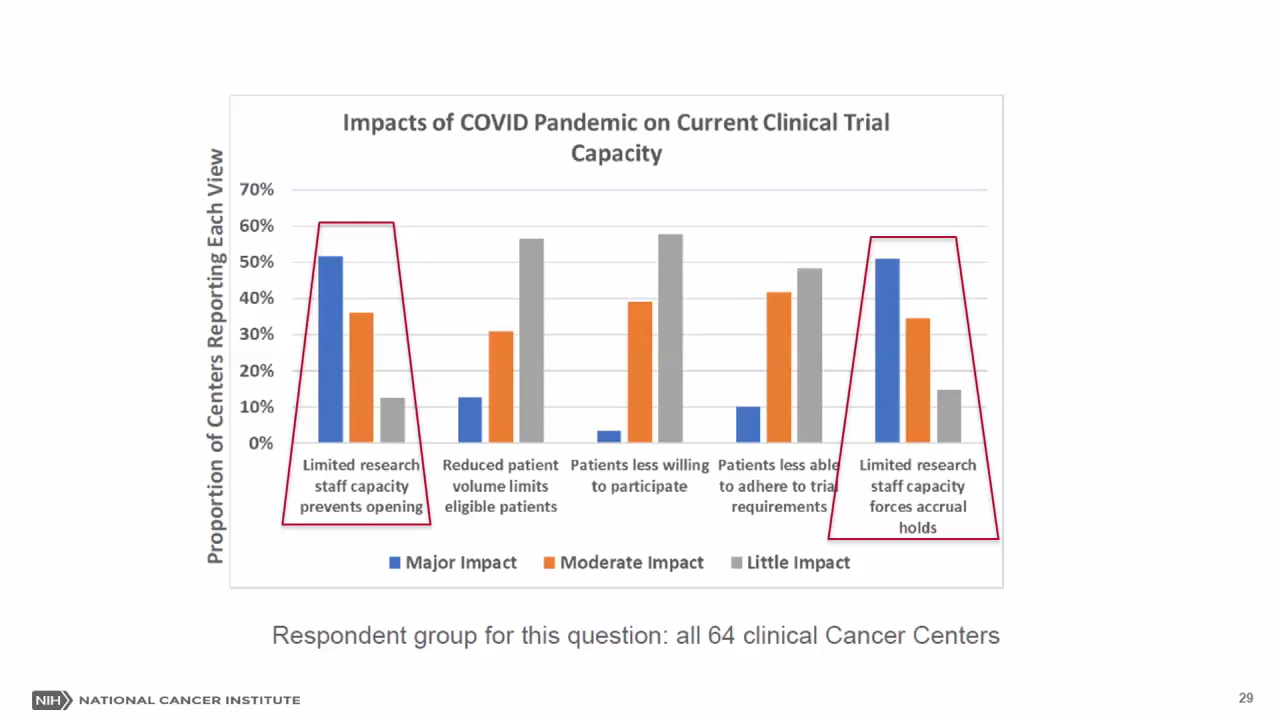 Impacts of COVID Pandemic on Current Clinical Trial
Capacity
Proportion of Centers Reporting Each View
70%
60%
50%
40%
30%
20%
10%
0%
Limited research
staff capacity
prevents opening
Reduced patient
volume limits
eligible patients
Patients less willing
to participate
Patients less able
to adhere to trial
requirements
Limited research
staff capacity
forces accrual
holds
Major Impact
Moderate Impact
Little Impact
Respondent group for this question: all 64 clinical Cancer Centers
NIH NATIONAL CANCER INSTITUTE
29